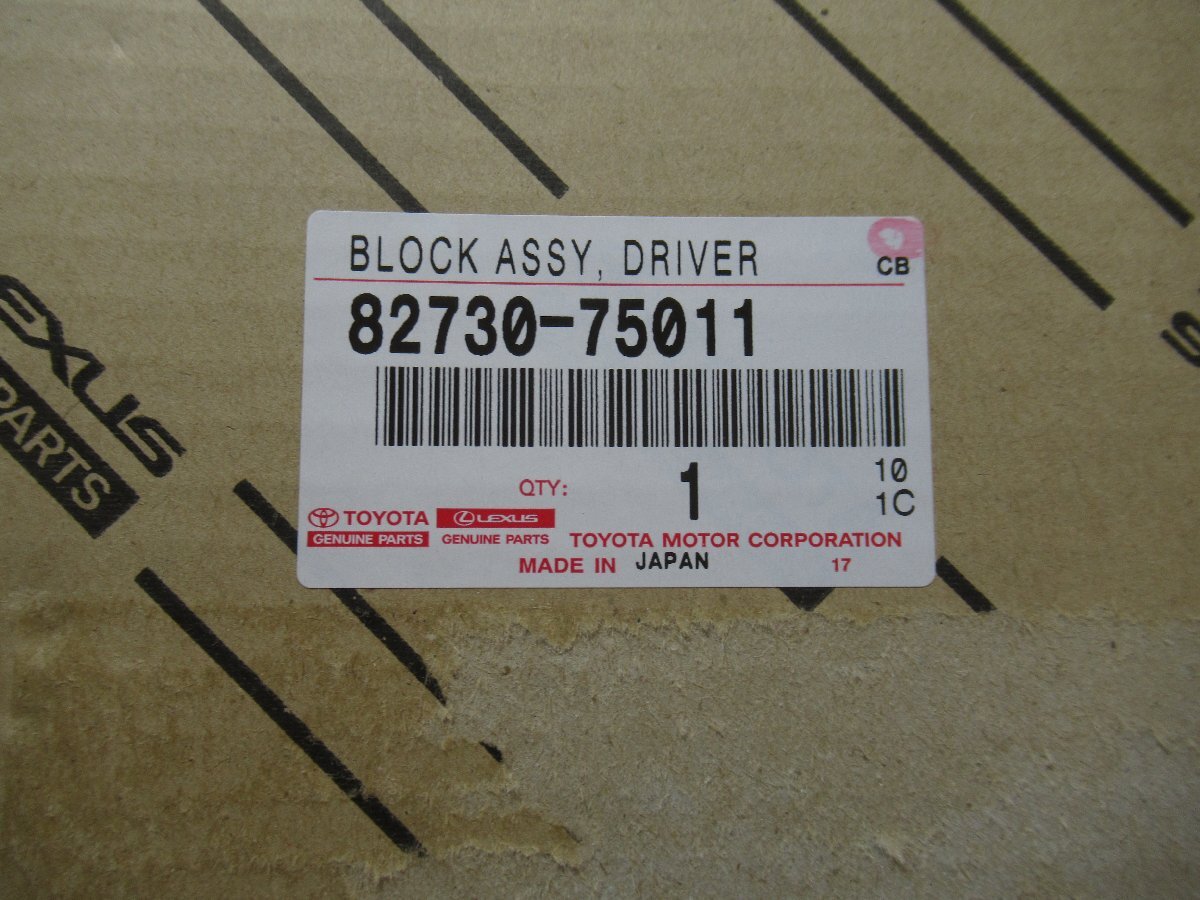 BLOCK ASSY, DRIVER
CB
82730-75011
QTY: 1
10
1C
TOYOTA
GENUINE PARTS
LEXUS
GENUINE PARTS
TOYOTA MOTOR CORPORATION
MADE IN JAPAN
17
EXUS
PARTS
S